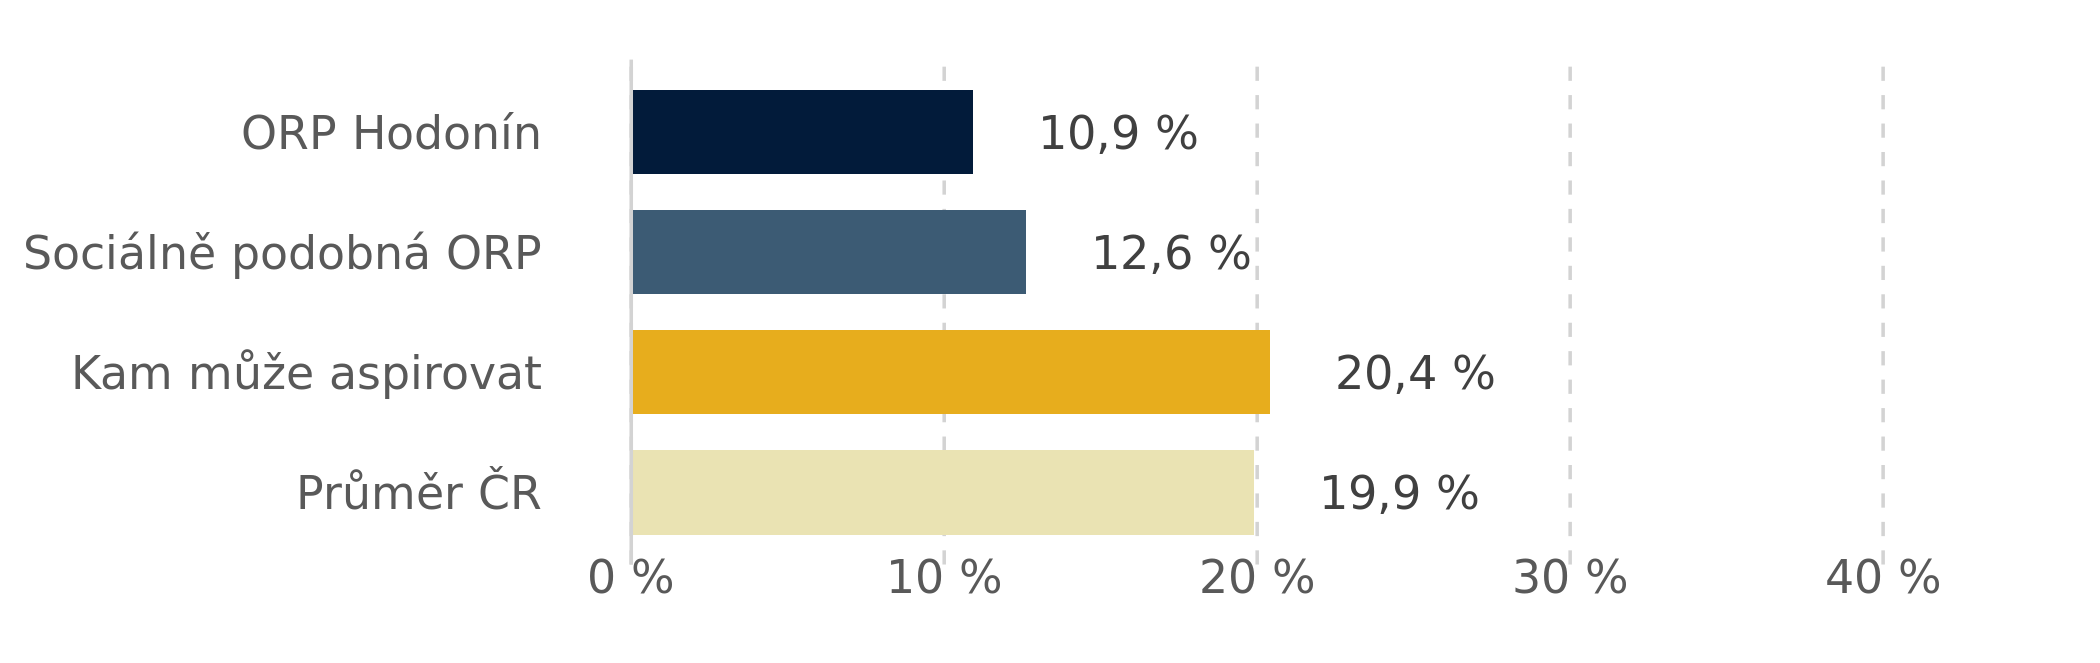 ORP Hodonín
10,9 %
Sociálně podobná ORP
12,6 %
Kam může aspirovat
20,4 %
Průměr ČR
19,9 %
0 % 10 % 20 % 30 % 40 %